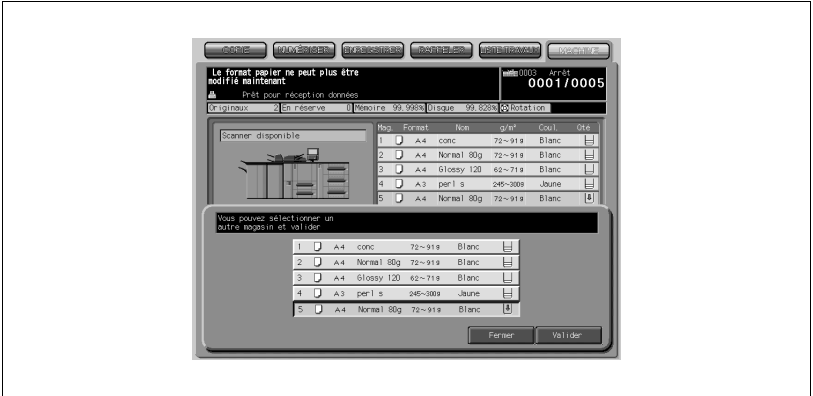 COPIE NUMÉRISER ENREGISTRER RAPPELER LISTE TRAVAUX MACHINE
Le format papier ne peut plus être
modifié maintenant
0003 Arrêt
0001/0005
Prêt pour réception données
Originaux 2 En réserve 0 Mémoire 99.998% Disque 99.828% Rotation
Scanner disponible
Mag. Format Nom g/m² Coul. Qté
1 A4 conc 72~91g Blanc
2 A4 Normal 80g 72~91g Blanc
3 A4 Glossy 120 62~71g Blanc
4 A3 perl s 245~300g Jaune
5 A4 Normal 80g 72~91g Blanc
Vous pouvez sélectionner un
autre magasin et valider
1 A4 conc 72~91g Blanc
2 A4 Normal 80g 72~91g Blanc
3 A4 Glossy 120 62~71g Blanc
4 A3 perl s 245~300g Jaune
5 A4 Normal 80g 72~91g Blanc
Fermer Valider